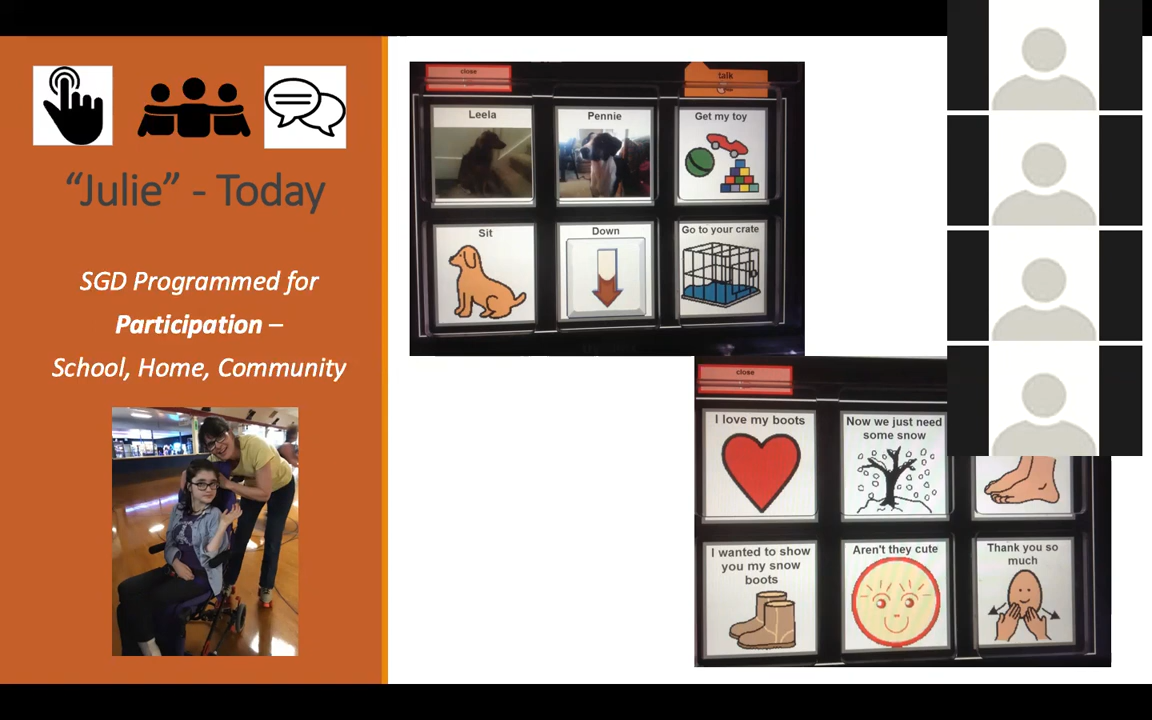 “Julie” - Today
SGD Programmed for
Participation –
School, Home, Community
close
talk
Leela
Pennie
Get my toy
Sit
Down
Go to your crate
close
I love my boots
Now we just need
some snow
I wanted to show
you my snow
boots
Aren't they cute
Thank you so
much